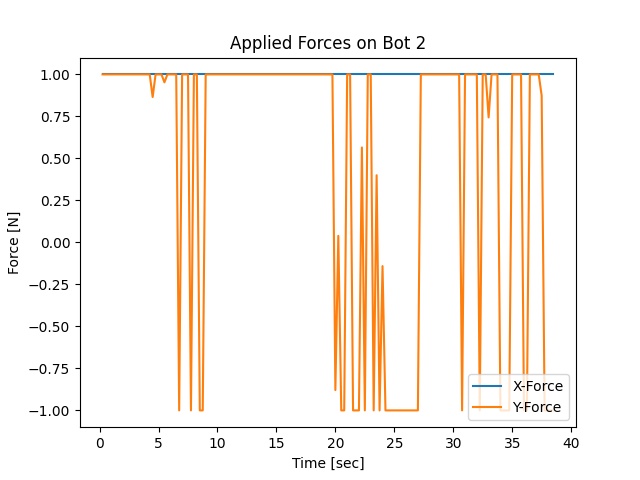 Applied Forces on Bot 2
Force [N]
1.00
0.75
0.50
0.25
0.00
−0.25
−0.50
−0.75
−1.00
X-Force
Y-Force
0 5 10 15 20 25 30 35 40
Time [sec]